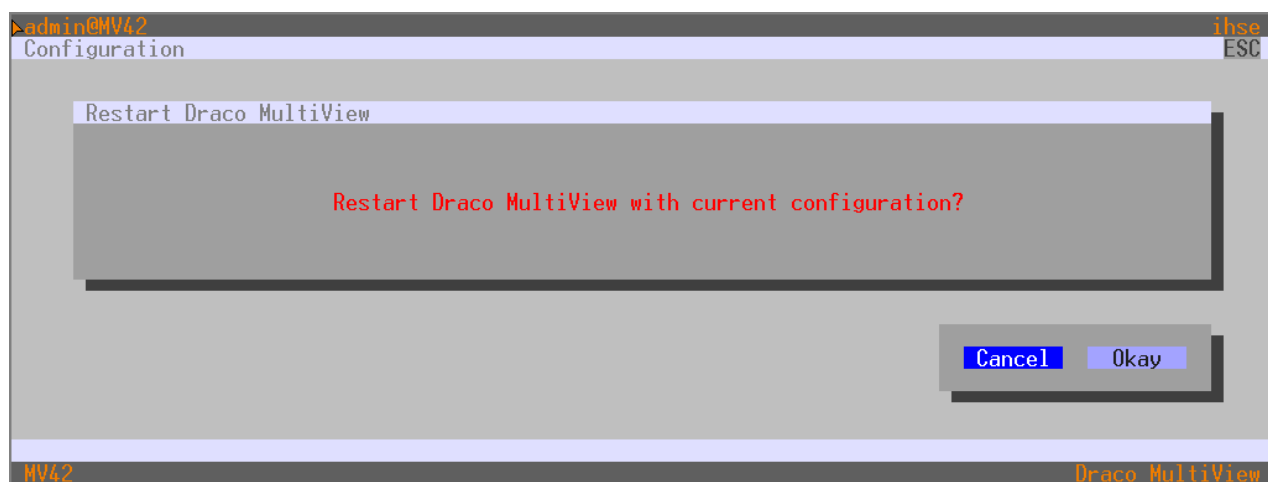 admin@MV42 ihse
Configuration ESC
Restart Draco MultiView
Restart Draco MultiView with current configuration?
Cancel Okay
MV42 Draco MultiView